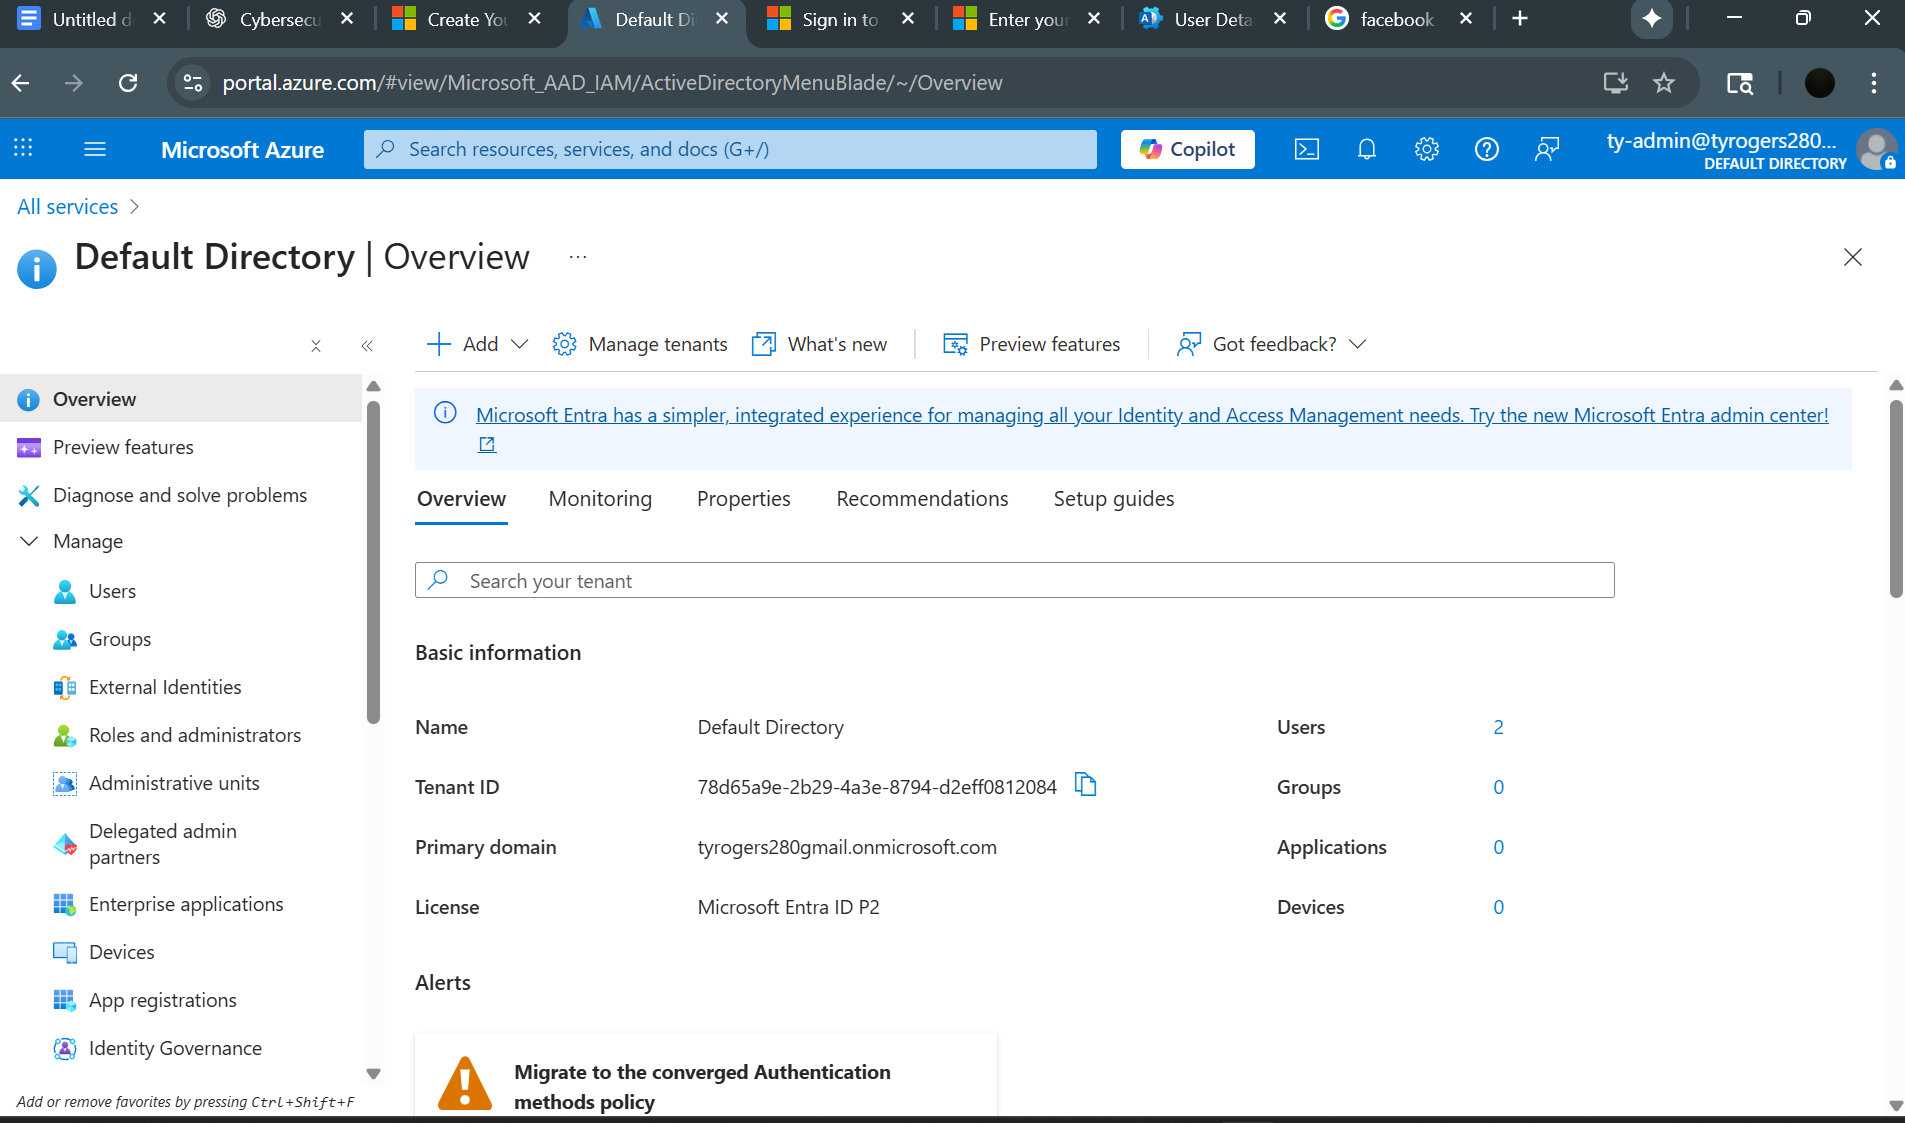 Untitled d
Cybersecu
Create You
Default Di
Sign in to
Enter your
User Deta
facebook
portal.azure.com/#view/Microsoft_AAD_IAM/ActiveDirectoryMenuBlade/~/Overview
Microsoft Azure
Search resources, services, and docs (G+/)
Copilot
ty-admin@tyrogers280...
DEFAULT DIRECTORY
All services
Default Directory | Overview
...
Add
Manage tenants
What's new
Preview features
Got feedback?
Overview
Preview features
Diagnose and solve problems
Manage
Users
Groups
External Identities
Roles and administrators
Administrative units
Delegated admin
partners
Enterprise applications
Devices
App registrations
Identity Governance
Add or remove favorites by pressing Ctrl+Shift+F
Microsoft Entra has a simpler, integrated experience for managing all your Identity and Access Management needs. Try the new Microsoft Entra admin center!
Overview
Monitoring
Properties
Recommendations
Setup guides
Search your tenant
Basic information
Name Default Directory Users 2
Tenant ID 78d65a9e-2b29-4a3e-8794-d2eff0812084 Groups 0
Primary domain tyrogers280gmail.onmicrosoft.com Applications 0
License Microsoft Entra ID P2 Devices 0
Alerts
Migrate to the converged Authentication
methods policy